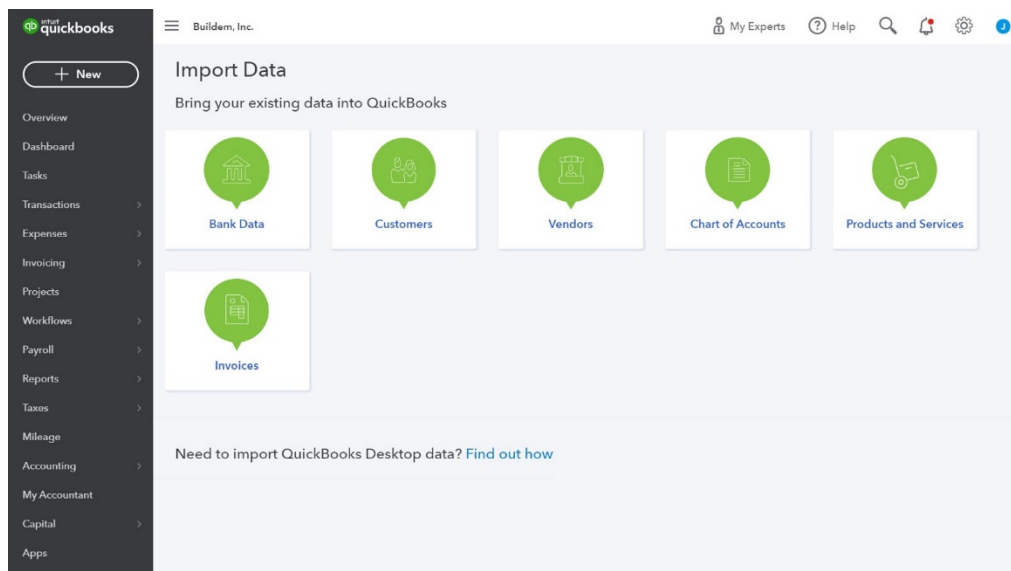 qb intuit quickbooks
Buildem, Inc.
My Experts
? Help
J
+ New
Overview
Dashboard
Tasks
Transactions
Expenses
Invoicing
Projects
Workflows
Payroll
Reports
Taxes
Mileage
Accounting
My Accountant
Capital
Apps
Import Data
Bring your existing data into QuickBooks
Bank Data
Customers
Vendors
Chart of Accounts
Products and Services
Invoices
Need to import QuickBooks Desktop data? Find out how